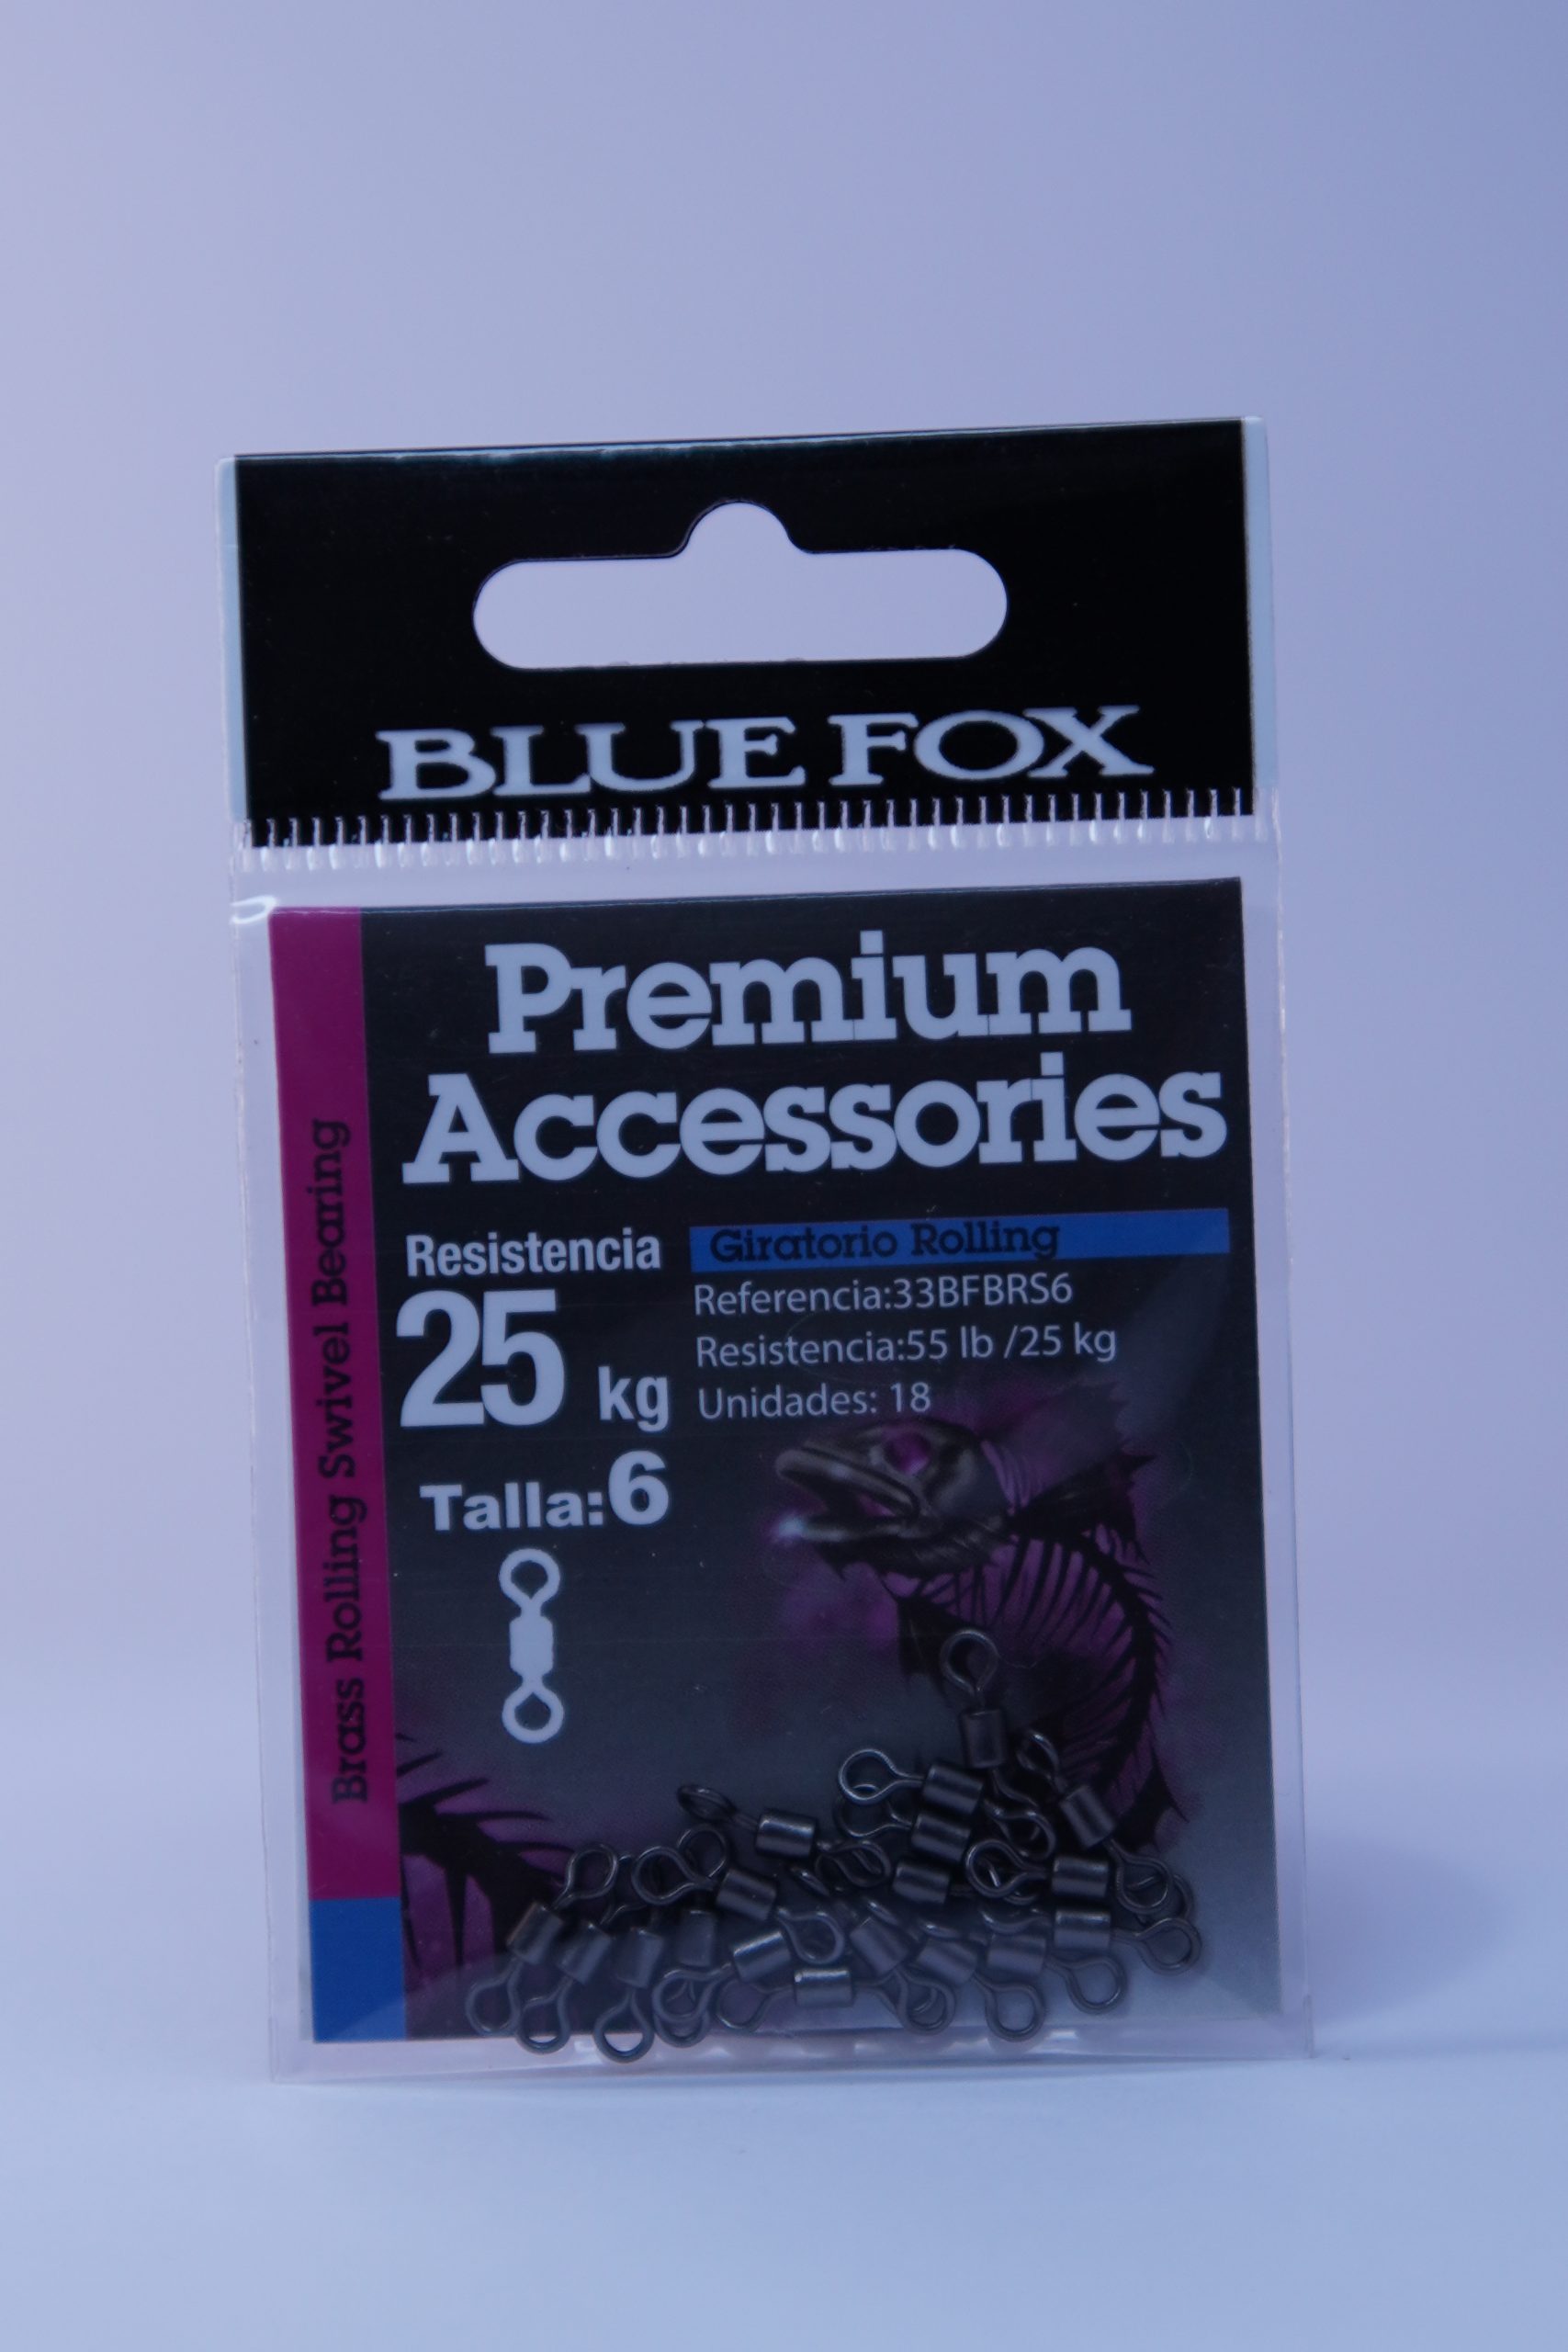 BLUE FOX
Premium
Accessories
Resistencia
25 kg
Talla:6
Giratorio Rolling
Referencia:33BFBRS6
Resistencia:55 lb /25 kg
Unidades: 18
Brass Rolling Swivel Bearing